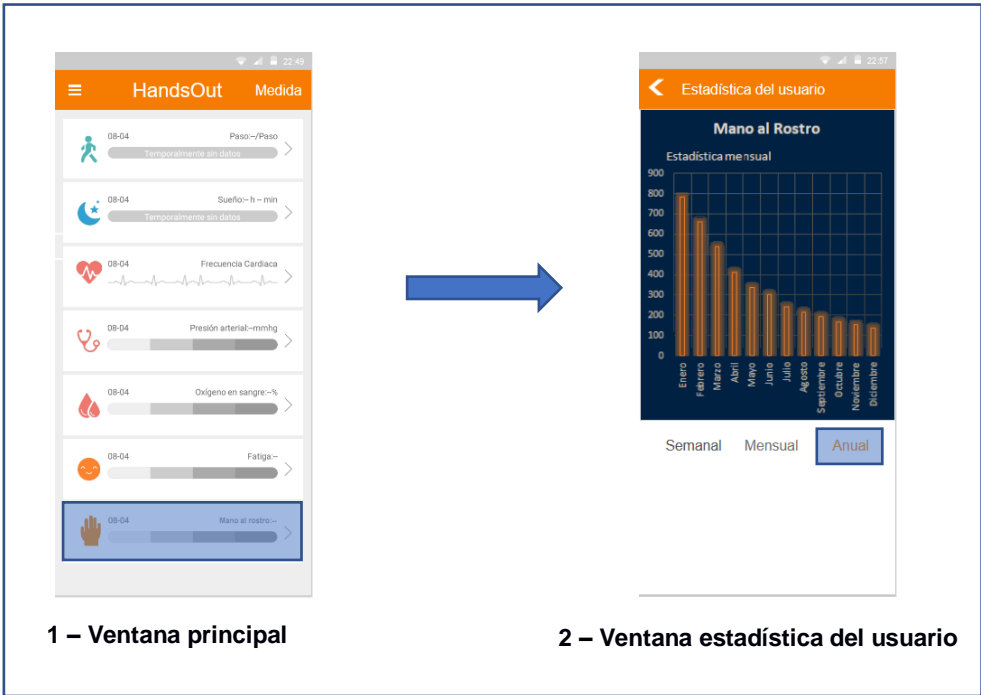 22:49
HandsOut Medida
08-04 Paso:–/Paso
Temporalmente sin datos
08-04 Sueño:– h – min
Temporalmente sin datos
08-04 Frecuencia Cardiaca
08-04 Presión arterial:–mmhg
08-04 Oxígeno en sangre:–%
08-04 Fatiga:–
08-04 Mano al rostro:–
1 – Ventana principal
22:57
Estadística del usuario
Mano al Rostro
Estadística mensual
900
800
700
600
500
400
300
200
100
0
Enero
Febrero
Marzo
Abril
Mayo
Junio
Julio
Agosto
Septiembre
Octubre
Noviembre
Diciembre
Semanal Mensual Anual
2 – Ventana estadística del usuario